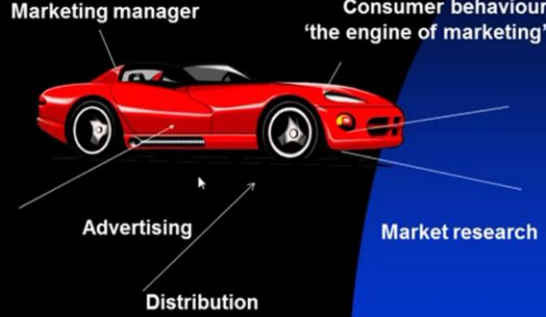 Marketing manager
Consumer behaviour
‘the engine of marketing’
Advertising
Market research
Distribution